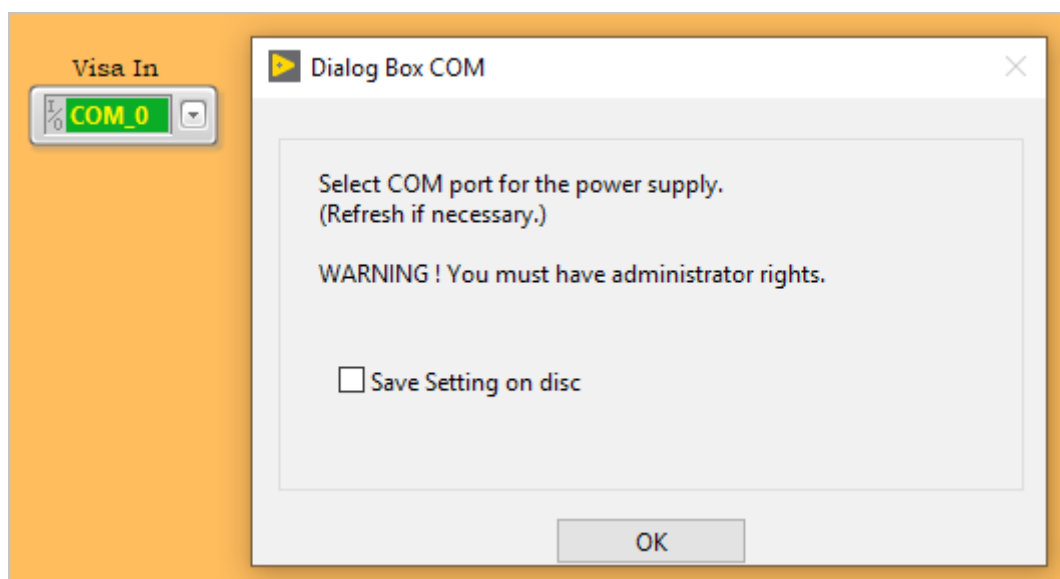 Visa In
I/O COM_0
Dialog Box COM
Select COM port for the power supply.
(Refresh if necessary.)
WARNING ! You must have administrator rights.
Save Setting on disc
OK